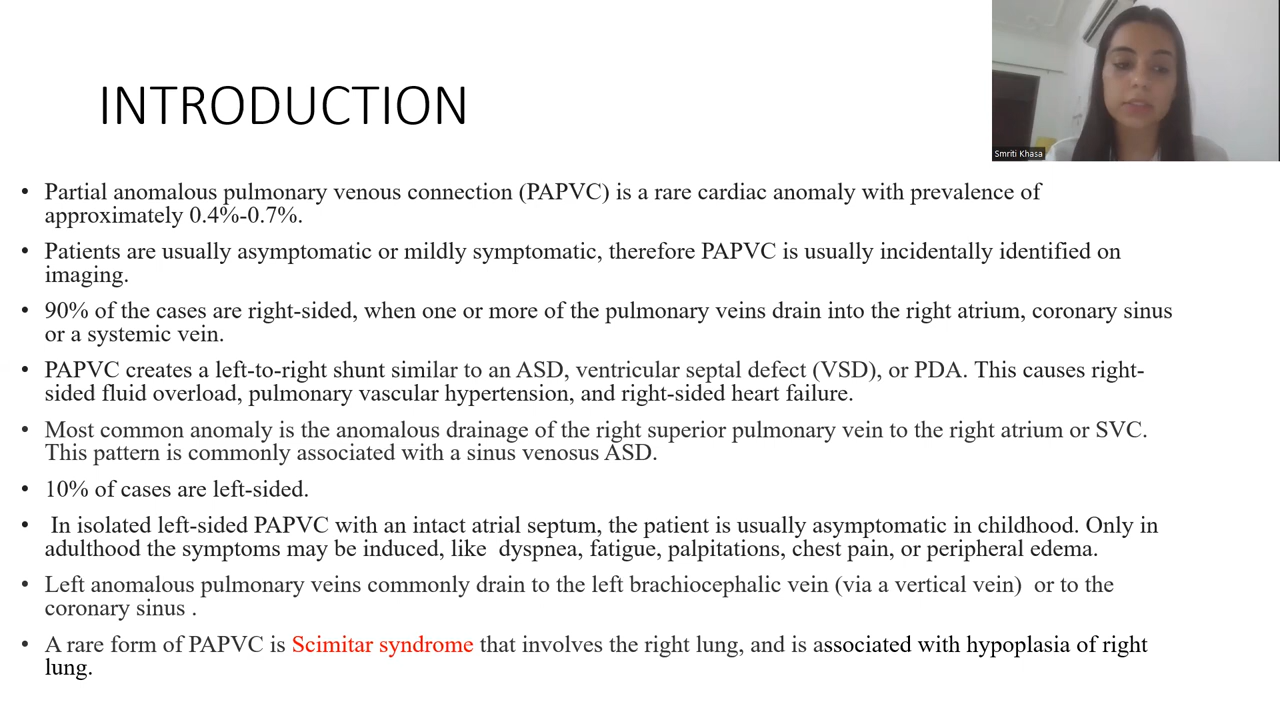 INTRODUCTION
Smriti Khasa
• Partial anomalous pulmonary venous connection (PAPVC) is a rare cardiac anomaly with prevalence of
approximately 0.4%-0.7%.
• Patients are usually asymptomatic or mildly symptomatic, therefore PAPVC is usually incidentally identified on
imaging.
• 90% of the cases are right-sided, when one or more of the pulmonary veins drain into the right atrium, coronary sinus
or a systemic vein.
• PAPVC creates a left-to-right shunt similar to an ASD, ventricular septal defect (VSD), or PDA. This causes right-
sided fluid overload, pulmonary vascular hypertension, and right-sided heart failure.
• Most common anomaly is the anomalous drainage of the right superior pulmonary vein to the right atrium or SVC.
This pattern is commonly associated with a sinus venosus ASD.
• 10% of cases are left-sided.
• In isolated left-sided PAPVC with an intact atrial septum, the patient is usually asymptomatic in childhood. Only in
adulthood the symptoms may be induced, like  dyspnea, fatigue, palpitations, chest pain, or peripheral edema.
• Left anomalous pulmonary veins commonly drain to the left brachiocephalic vein (via a vertical vein)  or to the
coronary sinus .
• A rare form of PAPVC is Scimitar syndrome that involves the right lung, and is associated with hypoplasia of right
lung.